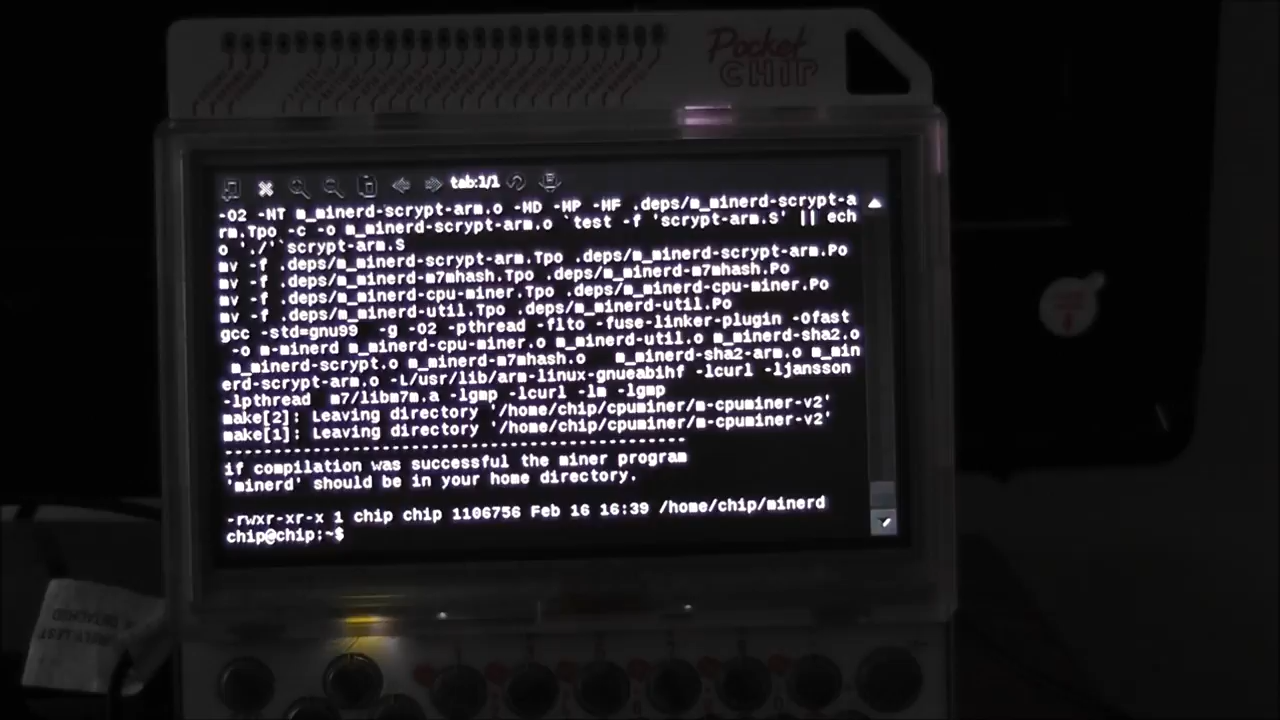 Pocket
CHIP
tab:1/1
-O2 -MT m_minerd-scrypt-arm.o -MD -MP -MF .deps/m_minerd-scrypt-a
rm.Tpo -c -o m_minerd-scrypt-arm.o `test -f 'scrypt-arm.S' || ech
o './'`scrypt-arm.S
mv -f .deps/m_minerd-scrypt-arm.Tpo .deps/m_minerd-scrypt-arm.Po
mv -f .deps/m_minerd-m7mhash.Tpo .deps/m_minerd-m7mhash.Po
mv -f .deps/m_minerd-cpu-miner.Tpo .deps/m_minerd-cpu-miner.Po
mv -f .deps/m_minerd-util.Tpo .deps/m_minerd-util.Po
gcc -std=gnu99  -g -O2 -pthread -flto -fuse-linker-plugin -Ofast
 -o m-minerd m_minerd-cpu-miner.o m_minerd-util.o m_minerd-sha2.o
 m_minerd-scrypt.o m_minerd-m7mhash.o   m_minerd-sha2-arm.o m_min
erd-scrypt-arm.o -L/usr/lib/arm-linux-gnueabihf -lcurl -ljansson
-lpthread  m7/libm7m.a -lgmp -lcurl -lm -lgmp
make[2]: Leaving directory '/home/chip/cpuminer/m-cpuminer-v2'
make[1]: Leaving directory '/home/chip/cpuminer/m-cpuminer-v2'
-----------------------------------------------
if compilation was successful the miner program
'minerd' should be in your home directory.
-rwxr-xr-x 1 chip chip 1106756 Feb 16 16:39 /home/chip/minerd
chip@chip:~$